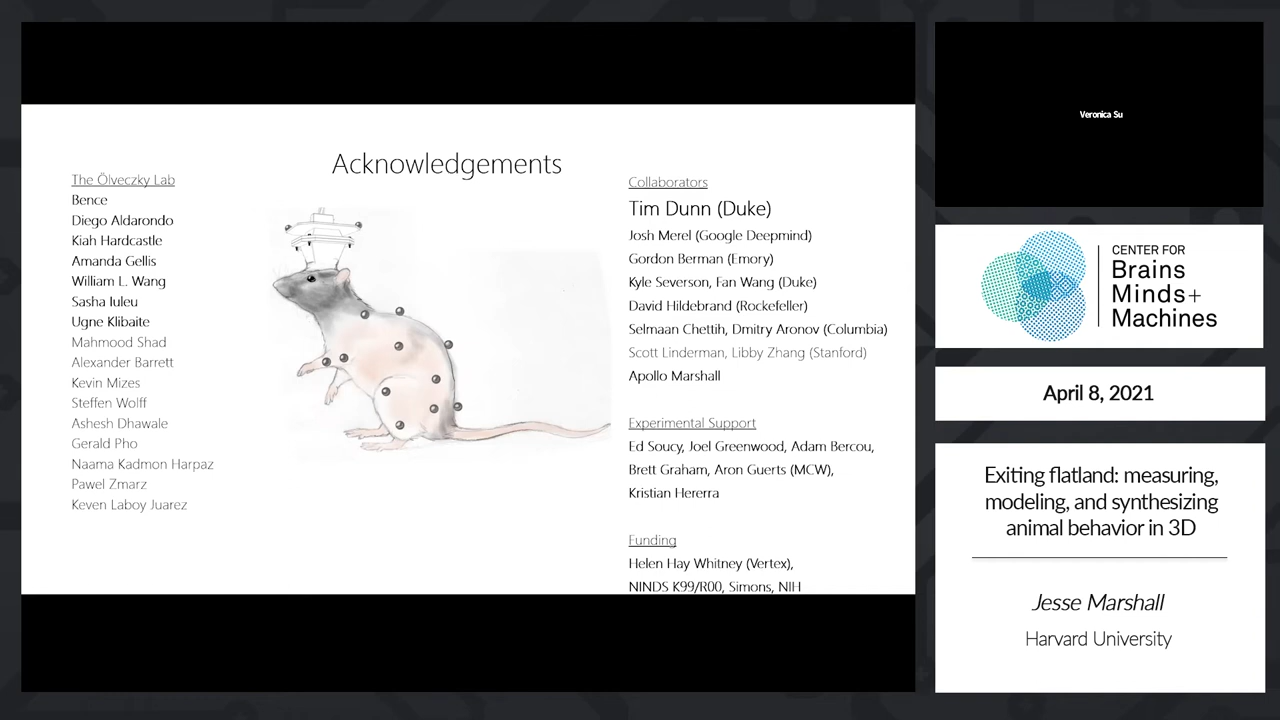 Acknowledgements
The Ölveczky Lab
Bence
Diego Aldarondo
Kiah Hardcastle
Amanda Gellis
William L. Wang
Sasha Iuleu
Ugne Klibaite
Mahmood Shad
Alexander Barrett
Kevin Mizes
Steffen Wolff
Ashesh Dhawale
Gerald Pho
Naama Kadmon Harpaz
Pawel Zmarz
Keven Laboy Juarez
Collaborators
Tim Dunn (Duke)
Josh Merel (Google Deepmind)
Gordon Berman (Emory)
Kyle Severson, Fan Wang (Duke)
David Hildebrand (Rockefeller)
Selmaan Chettih, Dmitry Aronov (Columbia)
Scott Linderman, Libby Zhang (Stanford)
Apollo Marshall
Experimental Support
Ed Soucy, Joel Greenwood, Adam Bercou,
Brett Graham, Aron Guerts (MCW),
Kristian Hererra
Funding
Helen Hay Whitney (Vertex),
NINDS K99/R00, Simons, NIH
Veronica Su
CENTER FOR
Brains
Minds+
Machines
April 8, 2021
Exiting flatland: measuring,
modeling, and synthesizing
animal behavior in 3D
Jesse Marshall
Harvard University